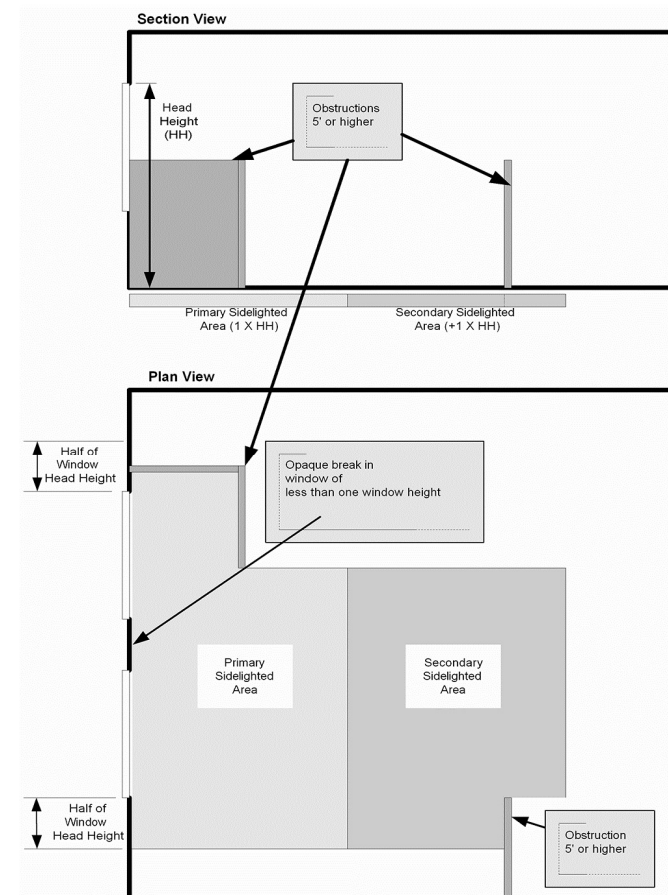 Section View
Head
Height
(HH)
Obstructions
5' or higher
Primary Sidelighted
Area (1 X HH)
Secondary Sidelighted
Area (+1 X HH)
Plan View
Half of
Window
Head Height
Opaque break in
window of
less than one window height
Primary
Sidelighted
Area
Secondary
Sidelighted
Area
Half of
Window
Head Height
Obstruction
5' or higher